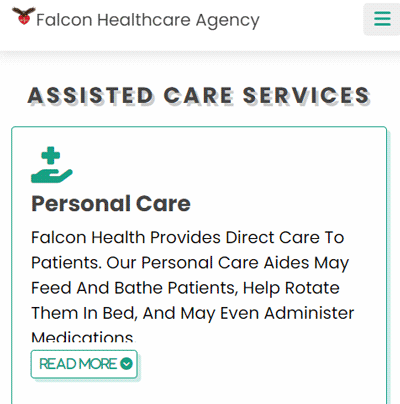 Falcon Healthcare Agency
ASSISTED CARE SERVICES
Personal Care
Falcon Health Provides Direct Care To
Patients. Our Personal Care Aides May
Feed And Bathe Patients, Help Rotate
Them In Bed, And May Even Administer
Medications.
READ MORE